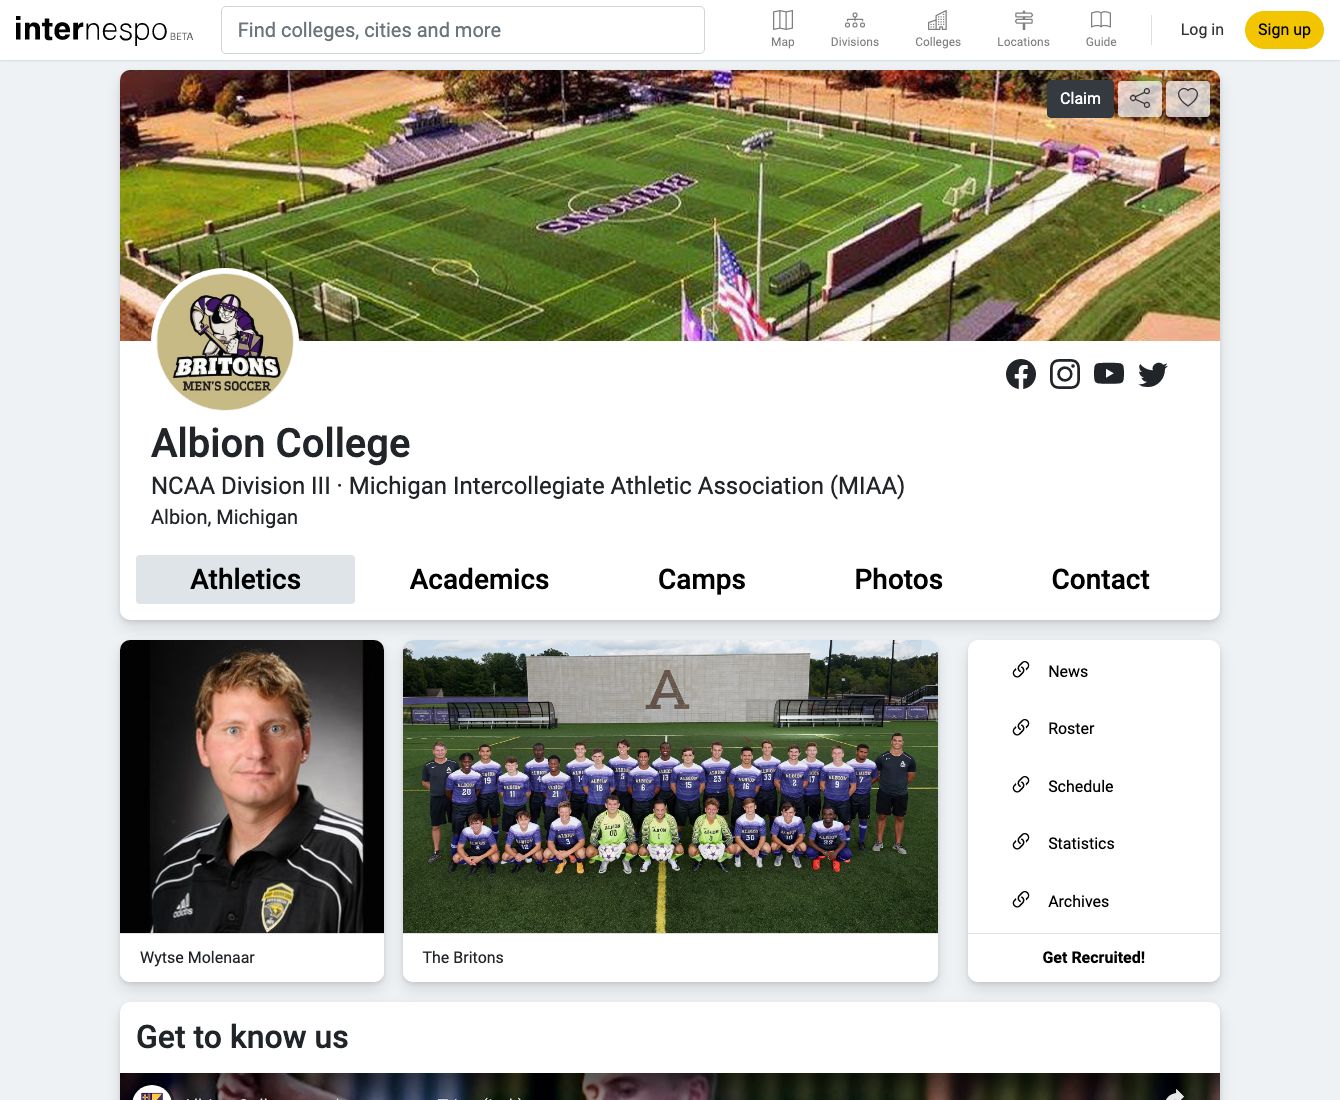 internespo BETA
Find colleges, cities and more
Map
Divisions
Colleges
Locations
Guide
Log in
Sign up
Claim
BRITONS
BRITONS
MEN'S SOCCER
Albion College
NCAA Division III · Michigan Intercollegiate Athletic Association (MIAA)
Albion, Michigan
Athletics
Academics
Camps
Photos
Contact
adidas
A
Wytse Molenaar
The Britons
News
Roster
Schedule
Statistics
Archives
Get Recruited!
Get to know us